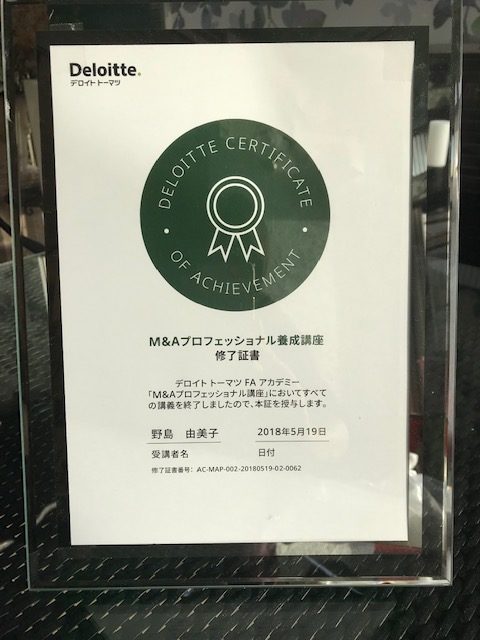 Deloitte.
デロイト トーマツ
DELOITTE CERTIFICATE
OF ACHIEVEMENT
M&Aプロフェッショナル養成講座
修了証書
デロイト トーマツ FA アカデミー
「M&Aプロフェッショナル講座」においてすべて
の講義を終了しましたので、本証を授与します。
野島 由美子 2018年5月19日
受講者名 日付
修了証書番号: AC-MAP-002-20180519-02-0062